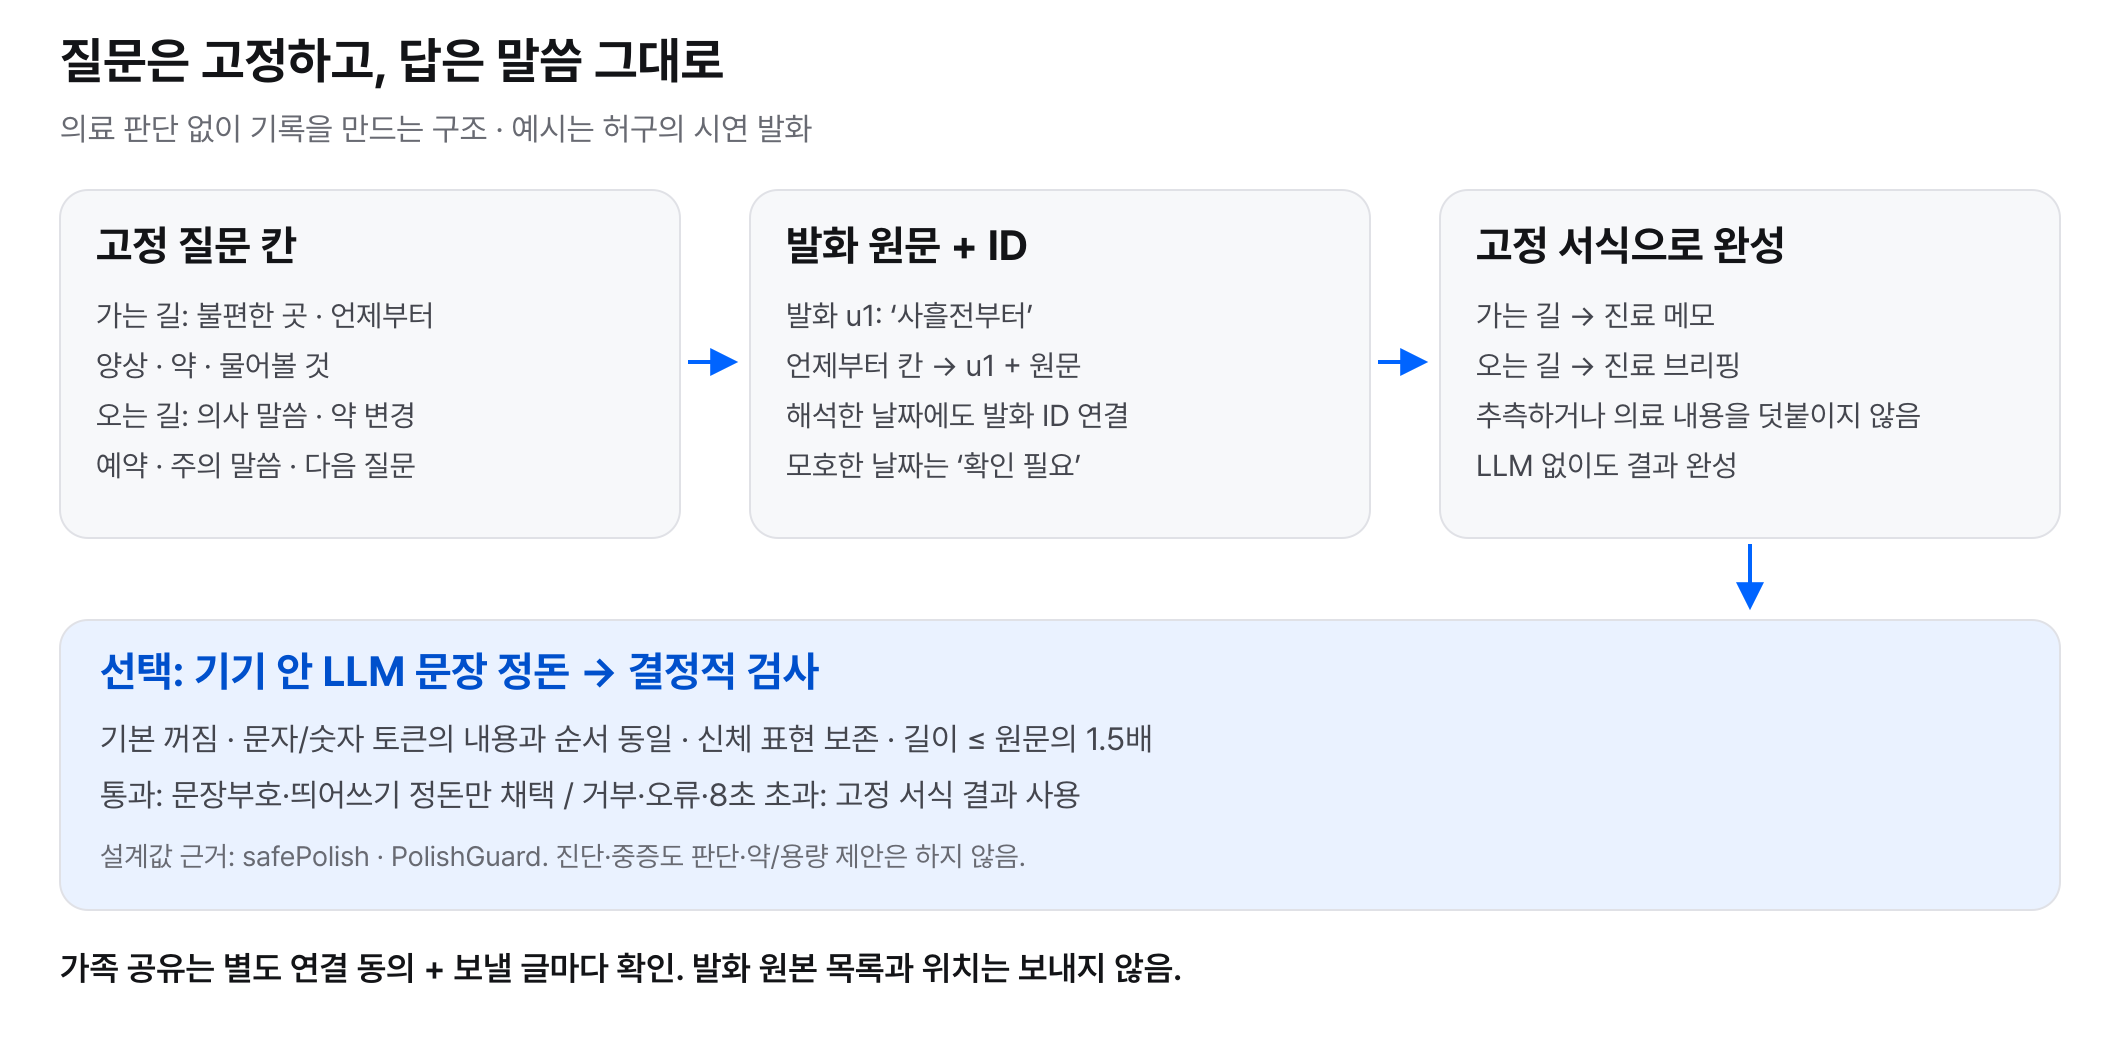 질문은 고정하고, 답은 말씀 그대로
의료 판단 없이 기록을 만드는 구조 · 예시는 허구의 시연 발화
고정 질문 칸
가는 길: 불편한 곳 · 언제부터
양상 · 약 · 물어볼 것
오는 길: 의사 말씀 · 약 변경
예약 · 주의 말씀 · 다음 질문
발화 원문 + ID
발화 u1: ‘사흘전부터’
언제부터 칸 → u1 + 원문
해석한 날짜에도 발화 ID 연결
모호한 날짜는 ‘확인 필요’
고정 서식으로 완성
가는 길 → 진료 메모
오는 길 → 진료 브리핑
추측하거나 의료 내용을 덧붙이지 않음
LLM 없이도 결과 완성
선택: 기기 안 LLM 문장 정돈 → 결정적 검사
기본 꺼짐 · 문자/숫자 토큰의 내용과 순서 동일 · 신체 표현 보존 · 길이 ≤ 원문의 1.5배
통과: 문장부호·띄어쓰기 정돈만 채택 / 거부·오류·8초 초과: 고정 서식 결과 사용
설계값 근거: safePolish · PolishGuard. 진단·중증도 판단·약/용량 제안은 하지 않음.
가족 공유는 별도 연결 동의 + 보낼 글마다 확인. 발화 원본 목록과 위치는 보내지 않음.